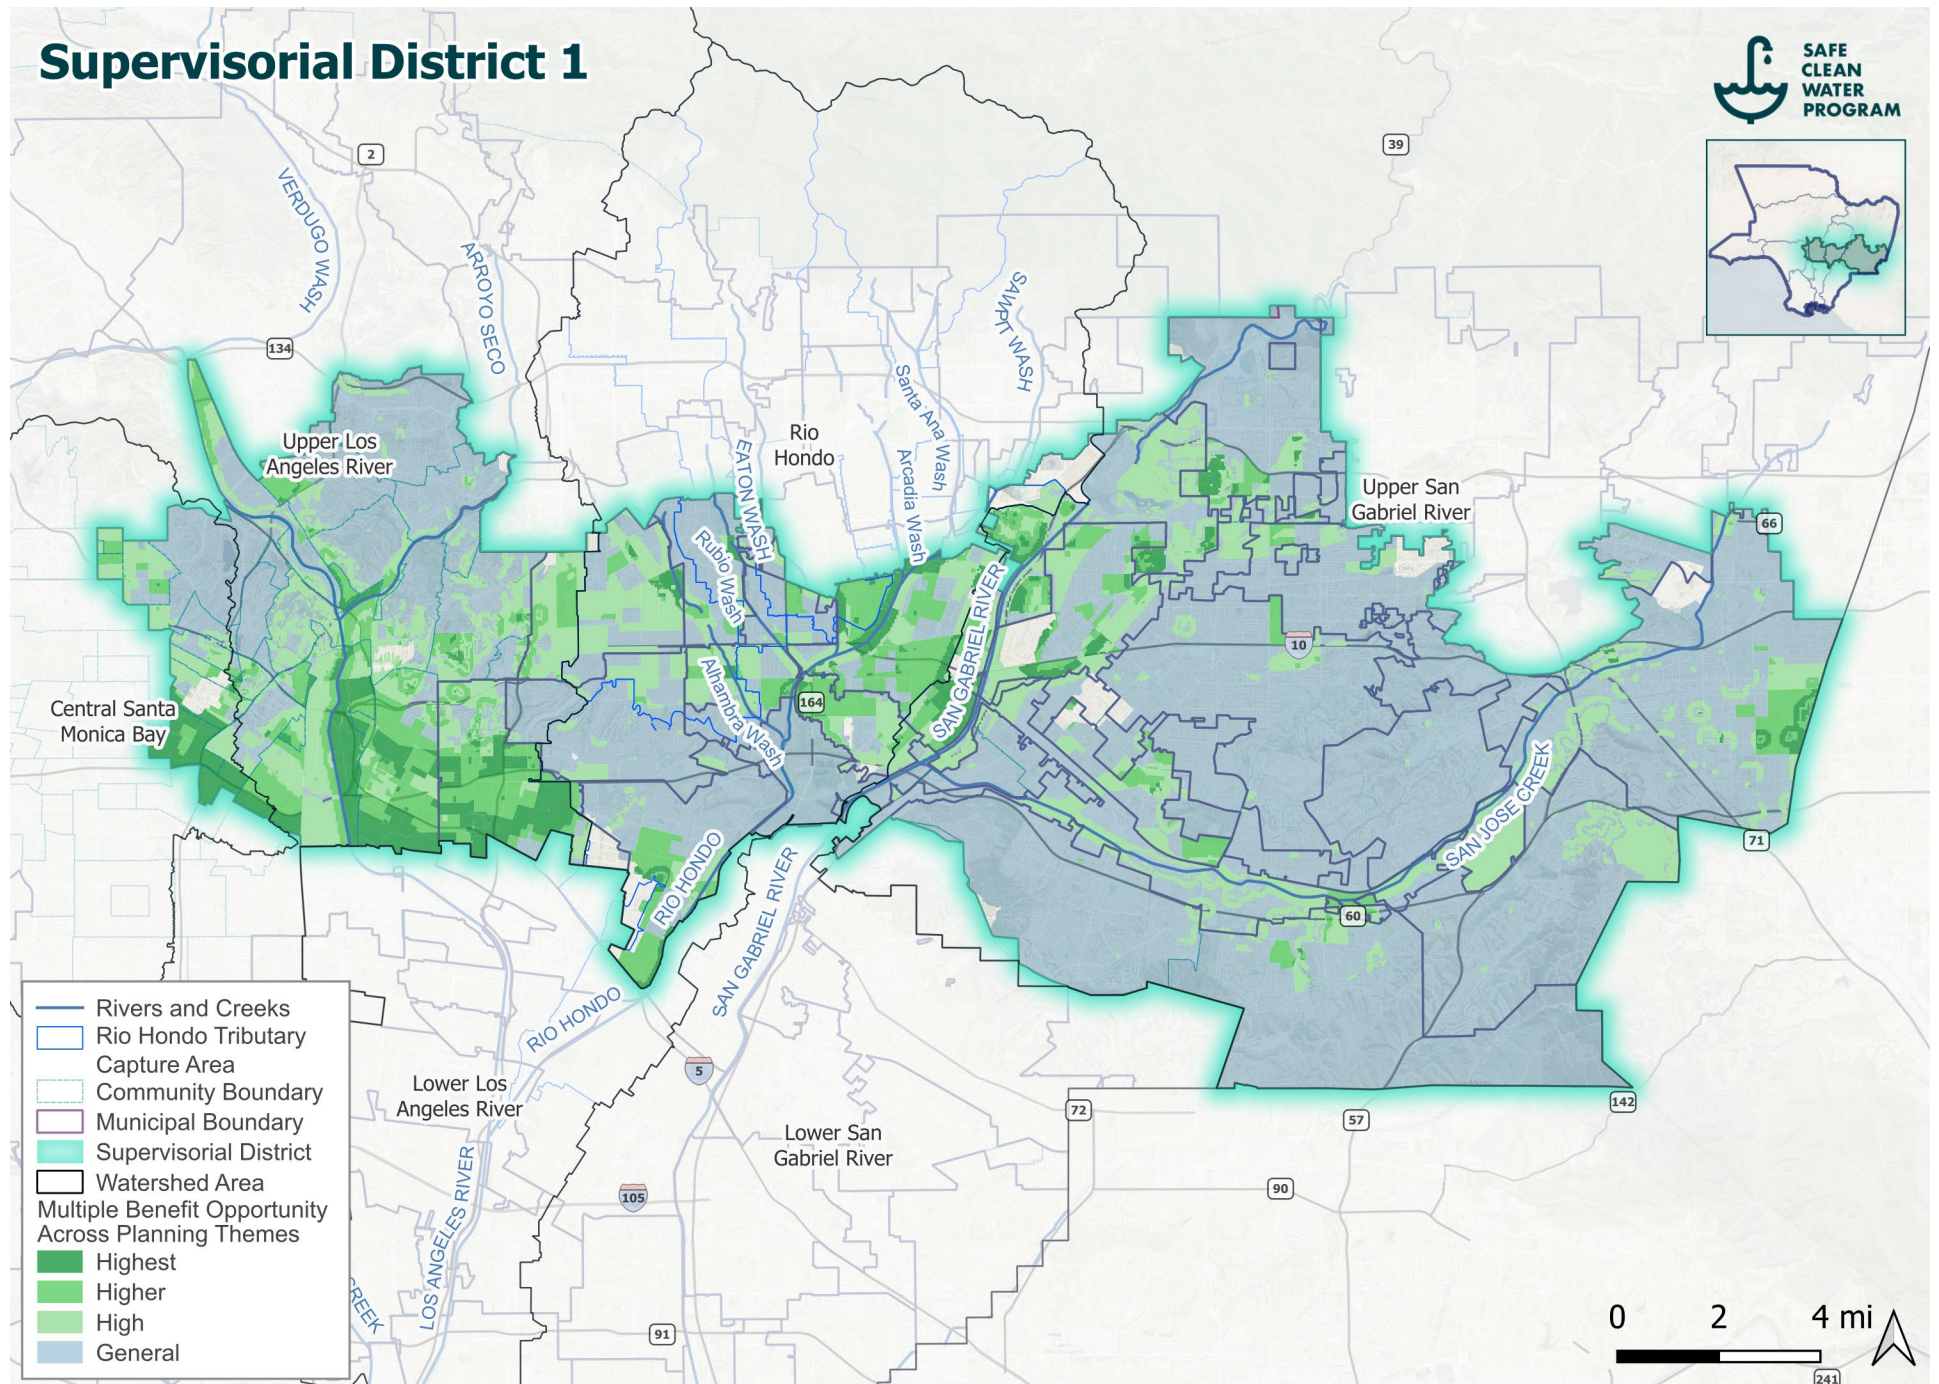 Supervisorial District 1
SAFE
CLEAN
WATER
PROGRAM
2
39
VERDUGO WASH
ARROYO SECO
SAWPIT WASH
134
Santa Ana Wash
Upper Los
Angeles River
Rio
Hondo
EATON WASH
Arcadia Wash
Upper San
Gabriel River
66
Rubio Wash
SAN GABRIEL RIVER
10
Alhambra Wash
164
Central Santa
Monica Bay
SAN JOSE CREEK
71
RIO HONDO
60
SAN GABRIEL RIVER
RIO HONDO
5
Lower Los
Angeles River
72
57
142
Lower San
Gabriel River
105
90
LOS ANGELES RIVER
CREEK
91
241
Rivers and Creeks
Rio Hondo Tributary
Capture Area
Community Boundary
Municipal Boundary
Supervisorial District
Watershed Area
Multiple Benefit Opportunity
Across Planning Themes
Highest
Higher
High
General
0 2 4 mi